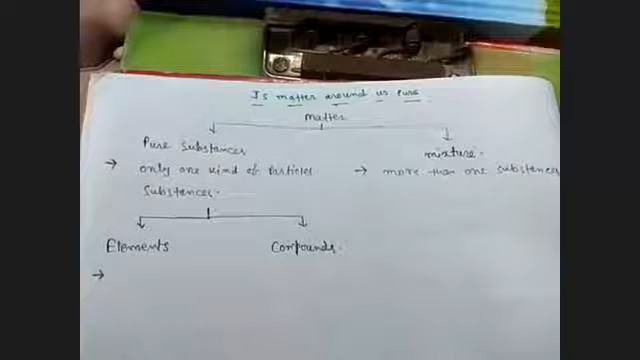 Is matter around us Pure
matter
Pure substances
mixture.
→ only one kind of Particles
→ more than one substances
Substances.
Elements
Compounds.
→